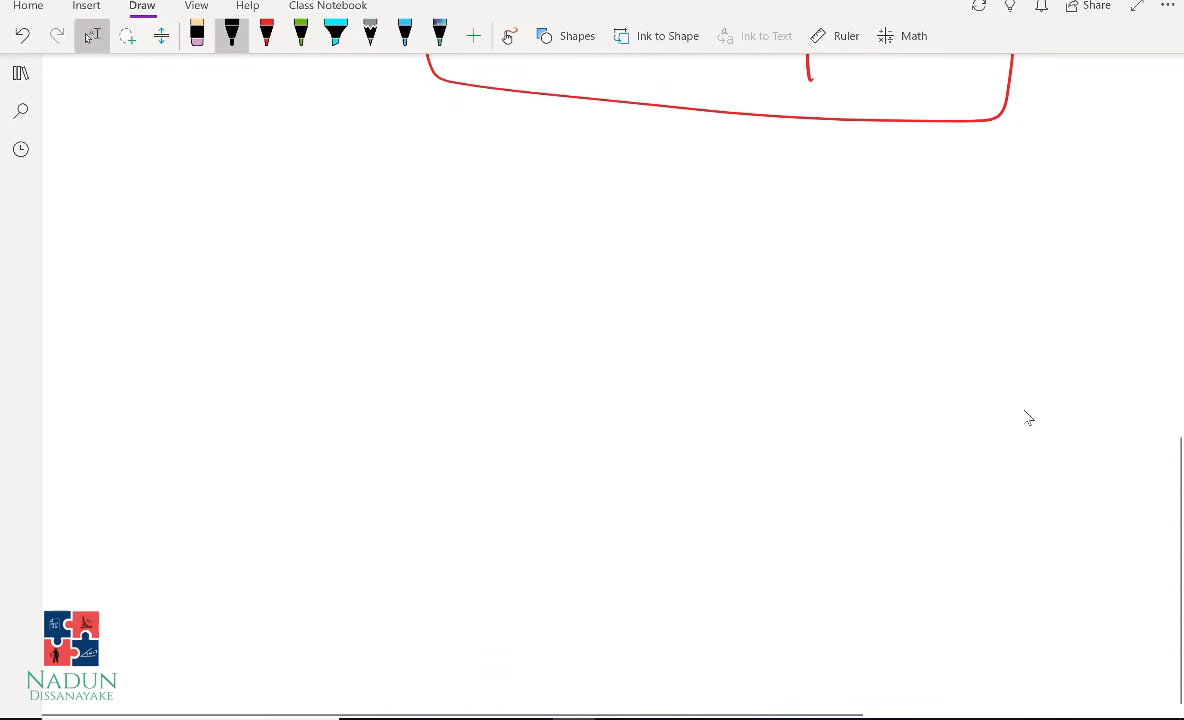 Home Insert Draw View Help Class Notebook Share
Shapes Ink to Shape Ink to Text Ruler Math
NADUN
DISSANAYAKE